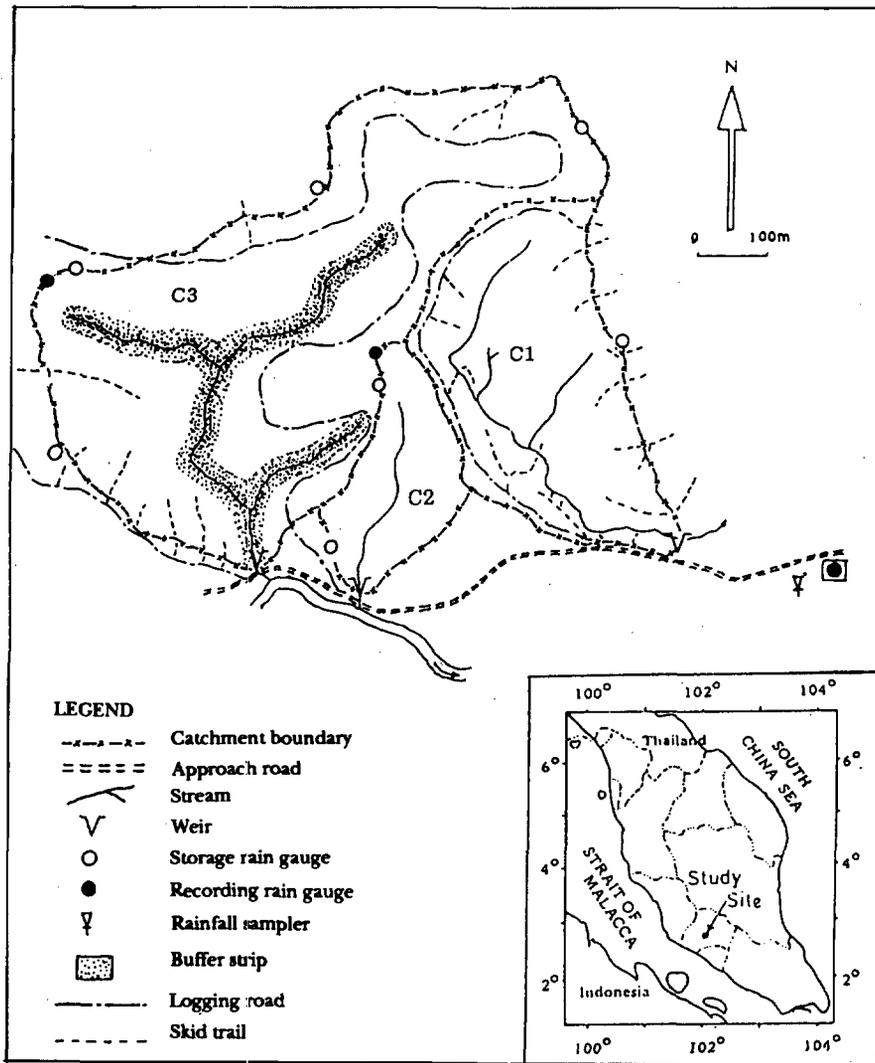 N
0 100m
C3
C1
C2
LEGEND
Catchment boundary
Approach road
Stream
Weir
Storage rain gauge
Recording rain gauge
Rainfall sampler
Buffer strip
Logging road
Skid trail
100° 102° 104°
6°
4°
2°
Thailand
SOUTH
CHINA SEA
STRAIT OF
MALACCA
Study
Site
Indonesia
6°
4°
2°
100° 102° 104°